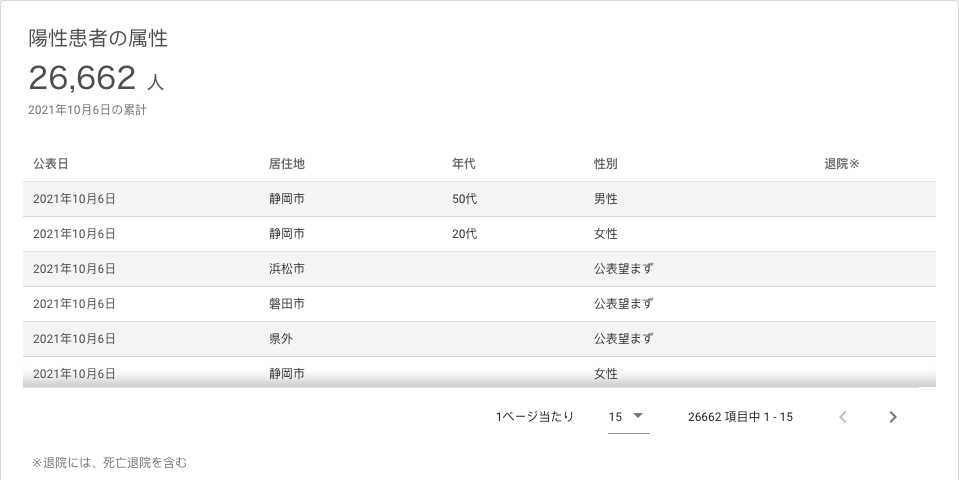 陽性患者の属性
26,662 人
2021年10月6日の累計
公表日 居住地 年代 性別 退院※
2021年10月6日 静岡市 50代 男性
2021年10月6日 静岡市 20代 女性
2021年10月6日 浜松市 公表望まず
2021年10月6日 磐田市 公表望まず
2021年10月6日 県外 公表望まず
2021年10月6日 静岡市 女性
1ページ当たり 15 26662 項目中 1 - 15
※退院には、死亡退院を含む